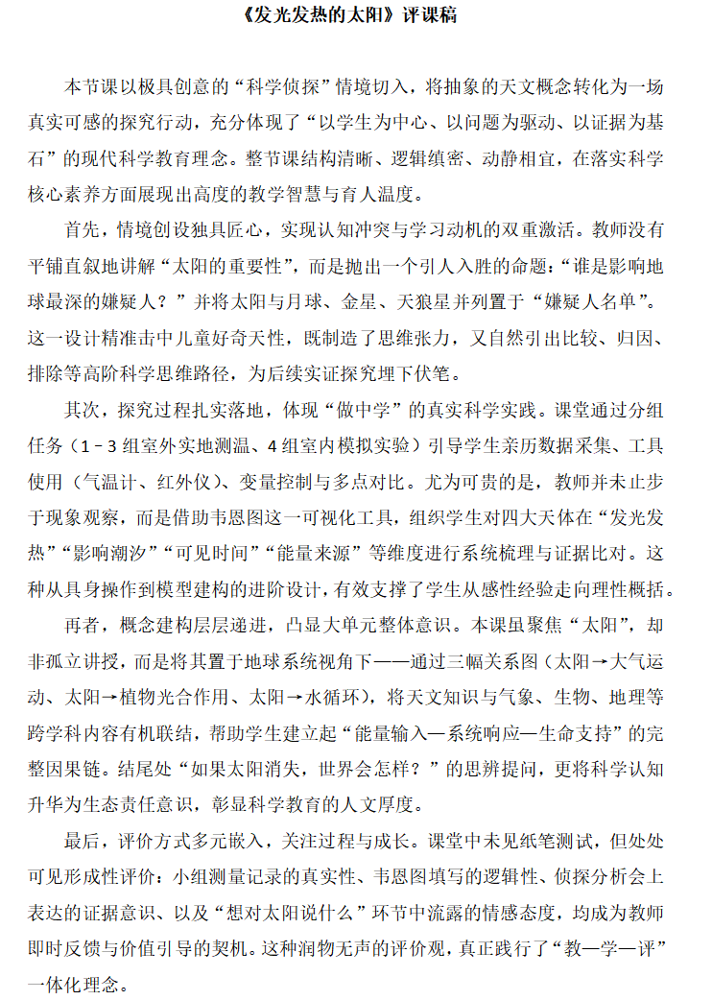 《发光发热的太阳》评课稿
本节课以极具创意的“科学侦探”情境切入，将抽象的天文概念转化为一场
真实可感的探究行动，充分体现了“以学生为中心、以问题为驱动、以证据为基
石”的现代科学教育理念。整节课结构清晰、逻辑缜密、动静相宜，在落实科学
核心素养方面展现出高度的教学智慧与育人温度。
首先，情境创设独具匠心，实现认知冲突与学习动机的双重激活。教师没有
平铺直叙地讲解“太阳的重要性”，而是抛出一个引人入胜的命题：“谁是影响地
球最深的嫌疑人？”并将太阳与月球、金星、天狼星并列置于“嫌疑人名单”。
这一设计精准击中儿童好奇天性，既制造了思维张力，又自然引出比较、归因、
排除等高阶科学思维路径，为后续实证探究埋下伏笔。
其次，探究过程扎实落地，体现“做中学”的真实科学实践。课堂通过分组
任务（1–3 组室外实地测温、4 组室内模拟实验）引导学生亲历数据采集、工具
使用（气温计、红外仪）、变量控制与多点对比。尤为可贵的是，教师并未止步
于现象观察，而是借助韦恩图这一可视化工具，组织学生对四大天体在“发光发
热”“影响潮汐”“可见时间”“能量来源”等维度进行系统梳理与证据比对。这
种从具身操作到模型建构的进阶设计，有效支撑了学生从感性经验走向理性概括。
再者，概念建构层层递进，凸显大单元整体意识。本课虽聚焦“太阳”，却
非孤立讲授，而是将其置于地球系统视角下——通过三幅关系图（太阳→大气运
动、太阳→植物光合作用、太阳→水循环），将天文知识与气象、生物、地理等
跨学科内容有机联结，帮助学生建立起“能量输入—系统响应—生命支持”的完
整因果链。结尾处“如果太阳消失，世界会怎样？”的思辨提问，更将科学认知
升华为生态责任意识，彰显科学教育的人文厚度。
最后，评价方式多元嵌入，关注过程与成长。课堂中未见纸笔测试，但处处
可见形成性评价：小组测量记录的真实性、韦恩图填写的逻辑性、侦探分析会上
表达的证据意识、以及“想对太阳说什么”环节中流露的情感态度，均成为教师
即时反馈与价值引导的契机。这种润物无声的评价观，真正践行了“教—学—评”
一体化理念。